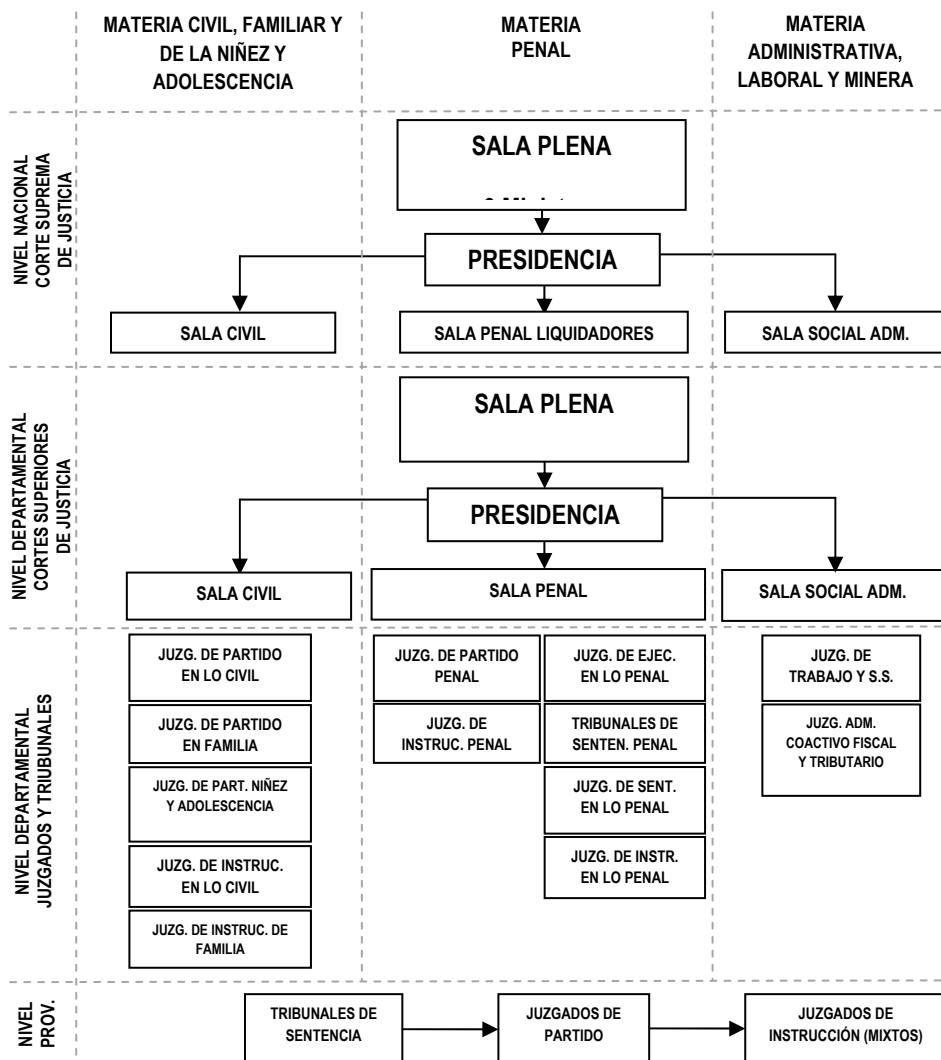 MATERIA CIVIL, FAMILIAR Y
DE LA NIÑEZ Y
ADOLESCENCIA
MATERIA
PENAL
MATERIA
ADMINISTRATIVA,
LABORAL Y MINERA
NIVEL NACIONAL
CORTE SUPREMA
DE JUSTICIA
SALA PLENA
PRESIDENCIA
SALA CIVIL
SALA PENAL LIQUIDADORES
SALA SOCIAL ADM.
NIVEL DEPARTAMENTAL
CORTES SUPERIORES
DE JUSTICIA
SALA PLENA
PRESIDENCIA
SALA CIVIL
SALA PENAL
SALA SOCIAL ADM.
NIVEL DEPARTAMENTAL
JUZGADOS Y TRIUBUNALES
JUZG. DE PARTIDO
EN LO CIVIL
JUZG. DE PARTIDO
EN FAMILIA
JUZG. DE PART. NIÑEZ
Y ADOLESCENCIA
JUZG. DE INSTRUC.
EN LO CIVIL
JUZG. DE INSTRUC. DE
FAMILIA
JUZG. DE PARTIDO
PENAL
JUZG. DE
INSTRUC. PENAL
JUZG. DE EJEC.
EN LO PENAL
TRIBUNALES DE
SENTEN. PENAL
JUZG. DE SENT.
EN LO PENAL
JUZG. DE INSTR.
EN LO PENAL
JUZG. DE
TRABAJO Y S.S.
JUZG. ADM.
COACTIVO FISCAL
Y TRIBUTARIO
NIVEL
PROV.
TRIBUNALES DE
SENTENCIA
JUZGADOS DE
PARTIDO
JUZGADOS DE
INSTRUCCIÓN (MIXTOS)